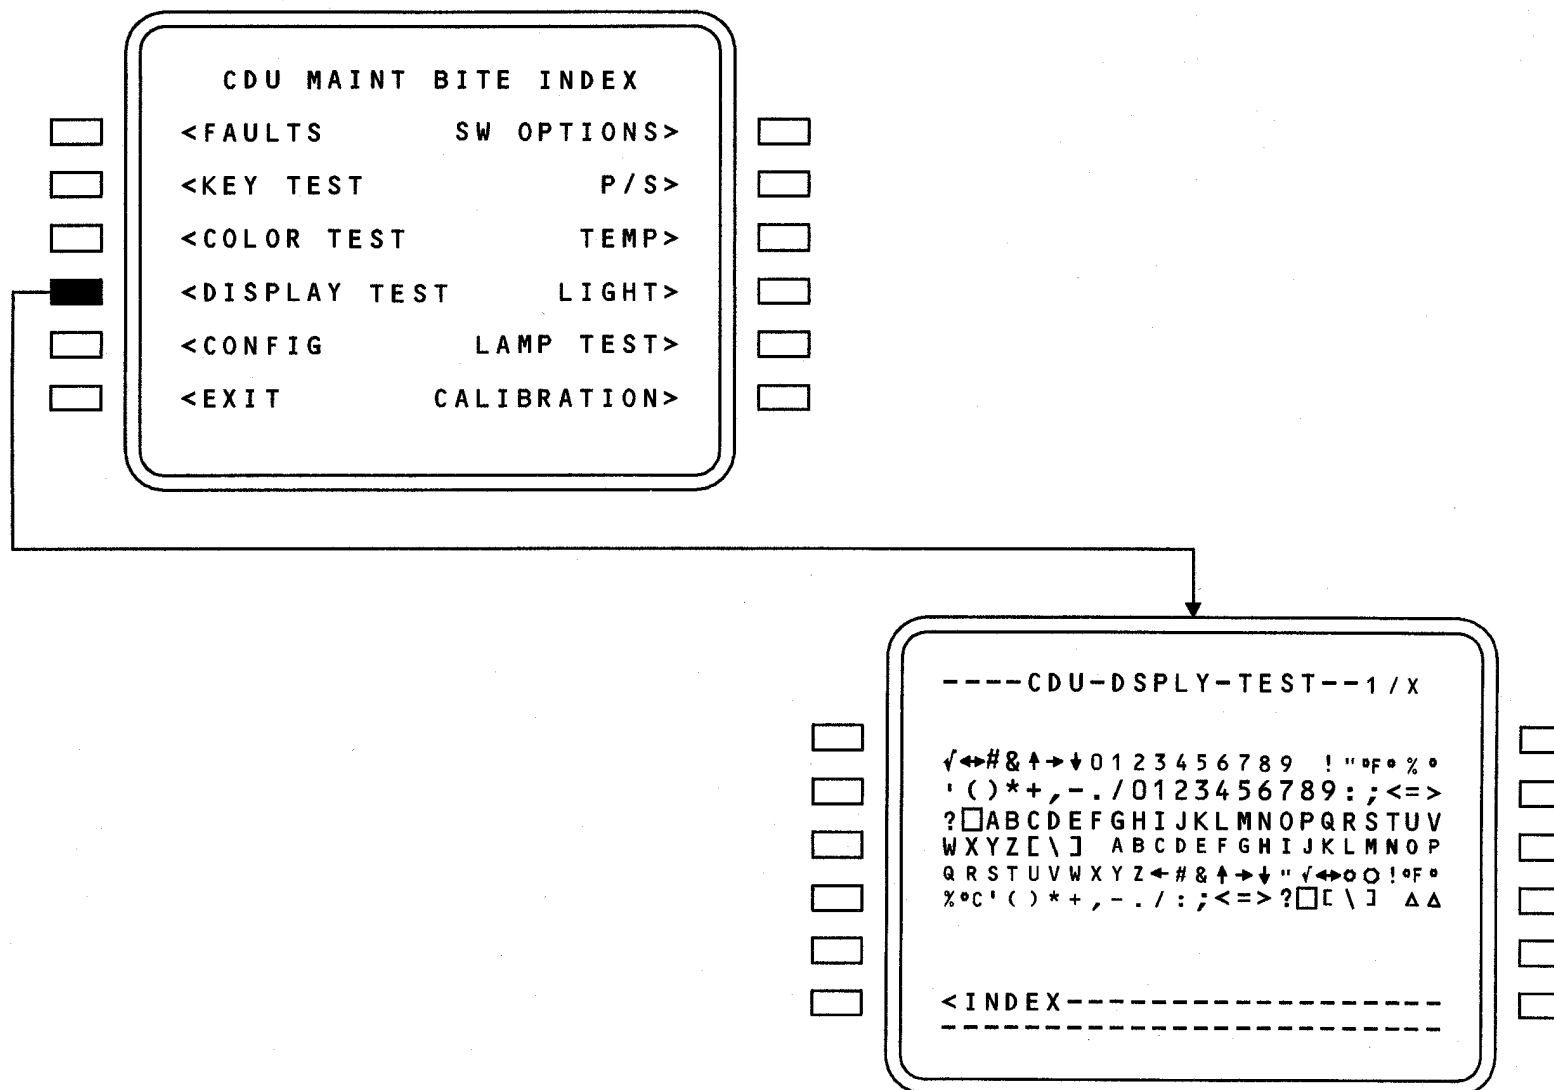 CDU MAINT BITE INDEX
<FAULTS SW OPTIONS>
<KEY TEST P/S>
<COLOR TEST TEMP>
<DISPLAY TEST LIGHT>
<CONFIG LAMP TEST>
<EXIT CALIBRATION>
----CDU-DSPLY-TEST--1/X
√↔#&↑→↓0123456789 !"°F°%°
'()*+,-./0123456789:;<=>
?□ABCDEFGHIJKLMNOPQRSTUV
WXYZ[\] ABCDEFGHIJKLMNOP
QRSTUVWXYZ←#&↑→↓"√↔○○!°F°
%°C'()*+,-./:;<=>?□[\] ΔΔ
<INDEX------------------
------------------------